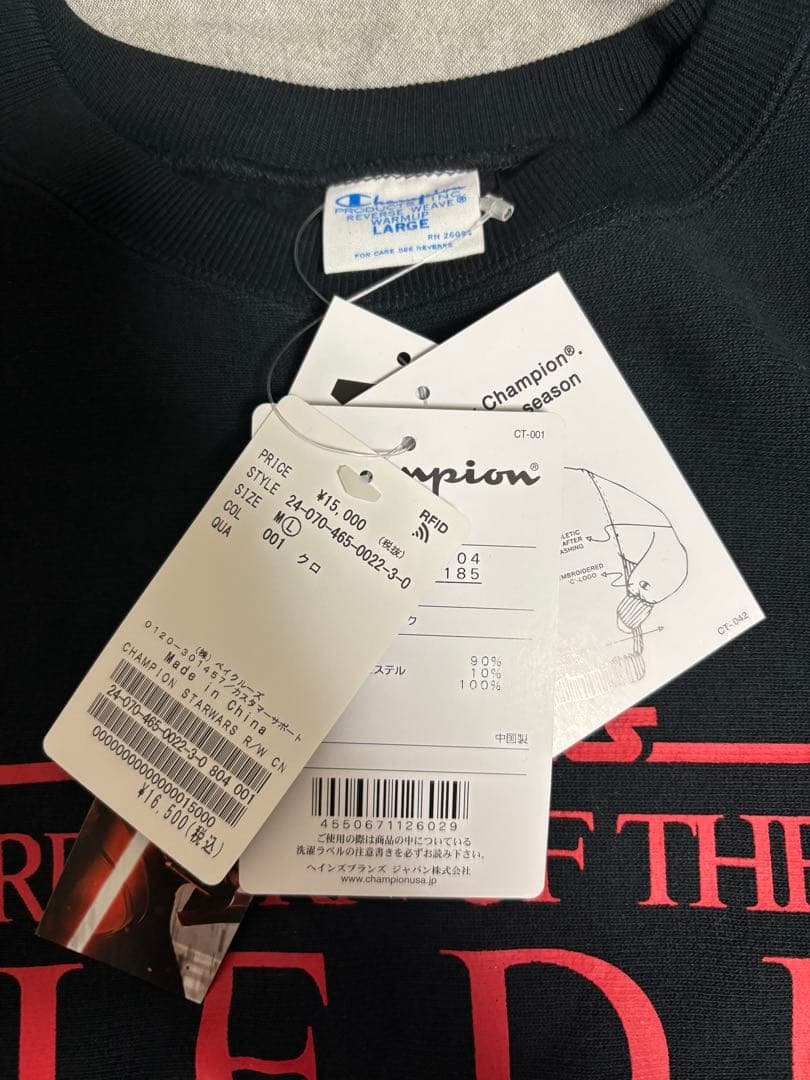 Champion
PRODUCTS INC.
REVERSE WEAVE®
WARMUP
LARGE
RN 26094
FOR CARE SEE REVERSE
Champion®.
season
ATHLETIC
AFTER
WASHING
EMBROIDERED
'C'-LOGO
CT-042
CT-001
Champion®
04
185
ク
エステル
90%
10%
100%
中国製
4550671126029
ご使用の際は商品の中についている
洗濯ラベルの注意書きを必ずお読み下さい。
ヘインズブランズ ジャパン株式会社
www.championusa.jp
RFID
PRICE ¥15,000 (税抜)
STYLE 24-070-465-0022-3-0
SIZE M Ⓛ
COL 001 クロ
QUA
(株) ベイクルーズ
0120-301457/カスタマーサポート
Made in China
CHAMPION STARWARS R/W CN
24-070-465-0022-3-0 804 001
0000000000000015000
¥16,500(税込)
RE OF THE
JEDI